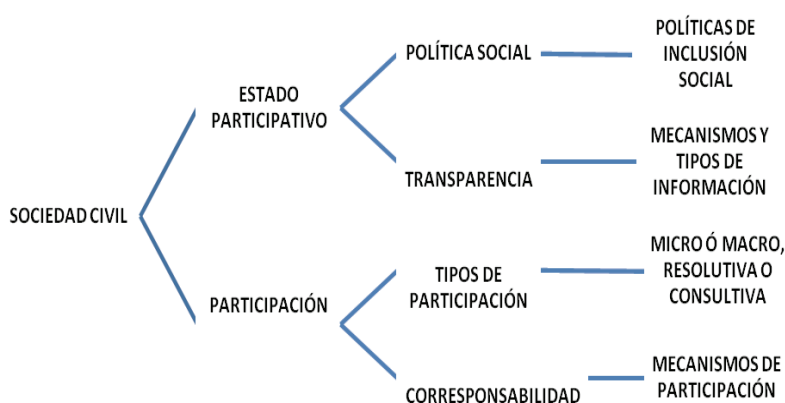 SOCIEDAD CIVIL
ESTADO
PARTICIPATIVO
POLÍTICA SOCIAL
POLÍTICAS DE
INCLUSIÓN
SOCIAL
TRANSPARENCIA
MECANISMOS Y
TIPOS DE
INFORMACIÓN
PARTICIPACIÓN
TIPOS DE
PARTICIPACIÓN
MICRO Ó MACRO,
RESOLUTIVA O
CONSULTIVA
CORRESPONSABILIDAD
MECANISMOS DE
PARTICIPACIÓN